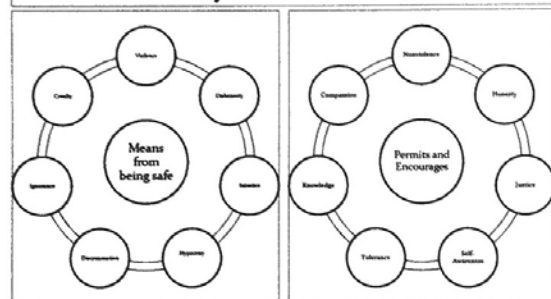 Violence
Cruelty
Dishonesty
Means
from
being safe
Ignorance
Injustice
Discrimination
Hypocrisy
Nonviolence
Compassion
Honesty
Permits and
Encourages
Knowledge
Justice
Tolerance
Self-
Awareness